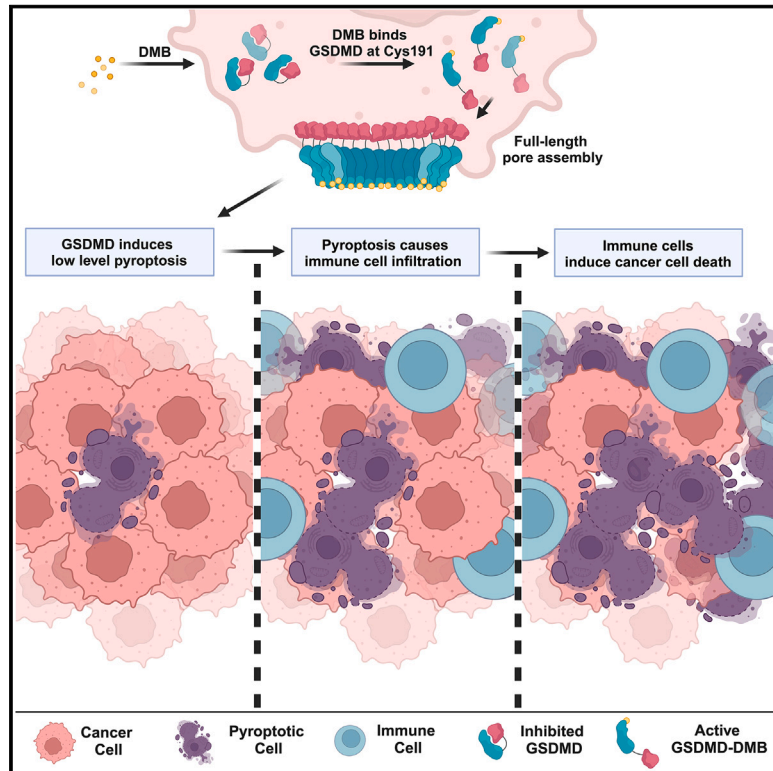 DMB
DMB binds
GSDMD at Cys191
Full-length
pore assembly
GSDMD induces
low level pyroptosis
Pyroptosis causes
immune cell infiltration
Immune cells
induce cancer cell death
Cancer
Cell
Pyroptotic
Cell
Immune
Cell
Inhibited
GSDMD
Active
GSDMD-DMB